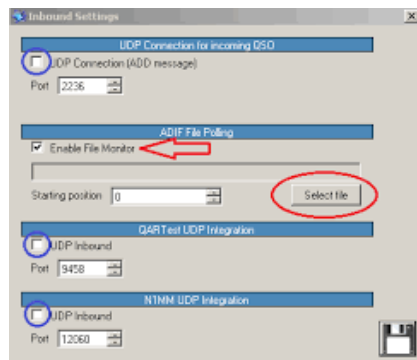 Inbound Settings
UDP Connection for incoming QSO
UDP Connection (ADD message)
Port 2236
ADIF File Polling
Enable File Monitor
Starting position 0 Select file
QARTest UDP Integration
UDP Inbound
Port 9458
N1MM UDP Integration
UDP Inbound
Port 12060